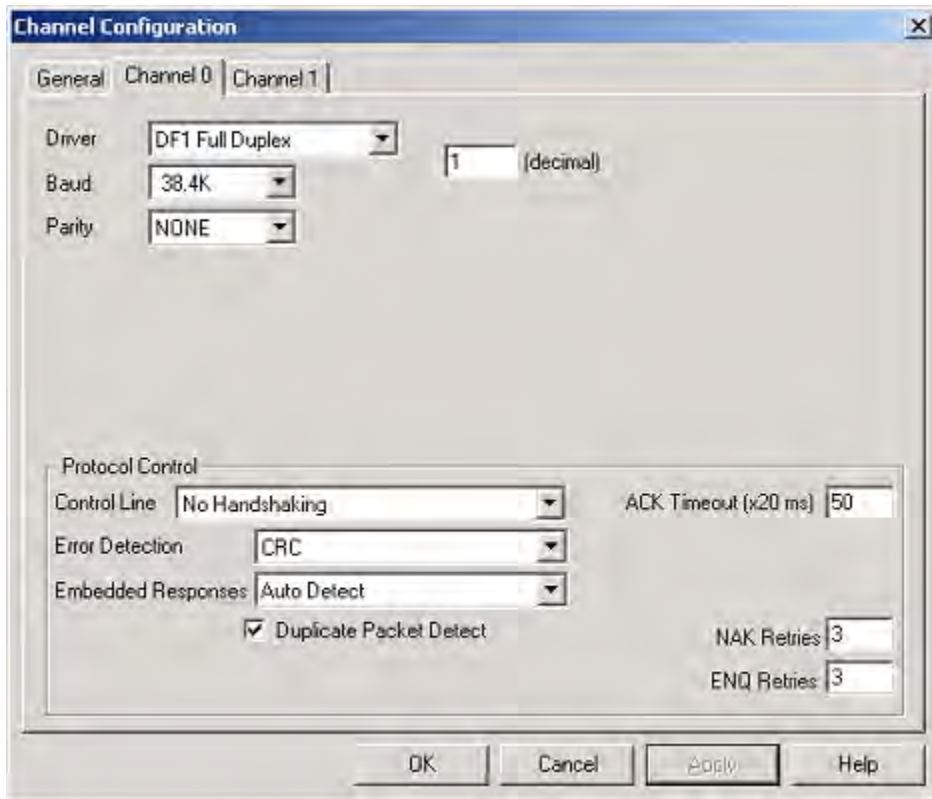 Channel Configuration
General Channel 0 Channel 1
Driver DF1 Full Duplex
1 (decimal)
Baud 38.4K
Parity NONE
Protocol Control
Control Line No Handshaking ACK Timeout (x20 ms) 50
Error Detection CRC
Embedded Responses Auto Detect
Duplicate Packet Detect
NAK Retries 3
ENQ Retries 3
OK Cancel Apply Help